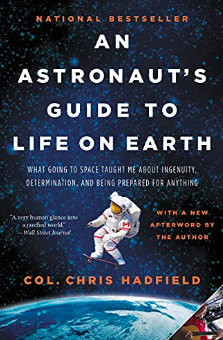 NATIONAL BESTSELLER
AN
ASTRONAUT'S
GUIDE TO
LIFE ON EARTH
WHAT GOING TO SPACE TAUGHT ME ABOUT INGENUITY,
DETERMINATION, AND BEING PREPARED FOR ANYTHING
"A very human glance into
a rarefied world."
—Wall Street Journal
WITH A NEW
AFTERWORD BY
THE AUTHOR
COL. CHRIS HADFIELD